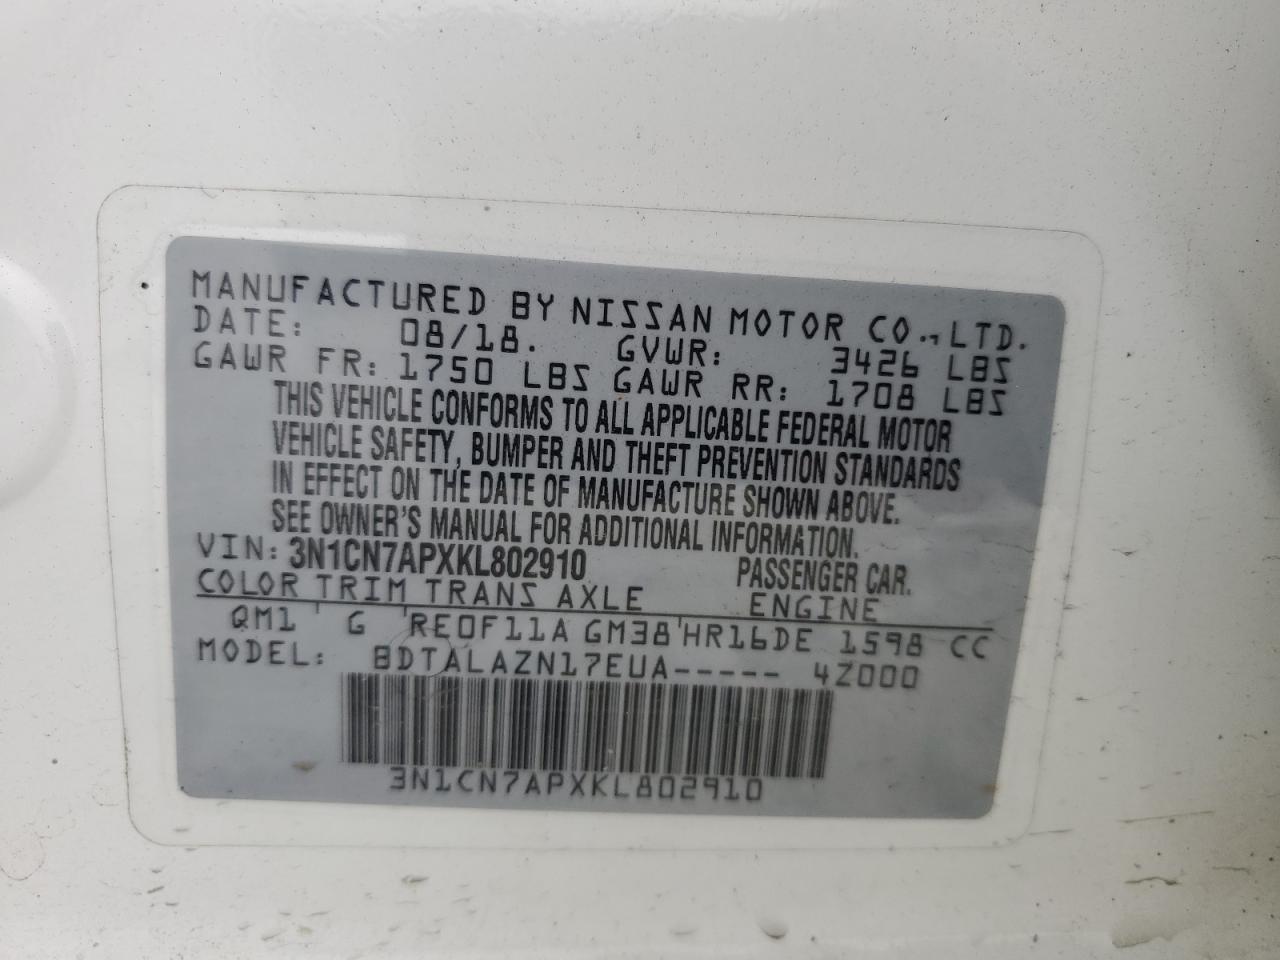 MANUFACTURED BY NISSAN MOTOR CO., LTD.
DATE: 08/18. GVWR: 3426 LBS
GAWR FR: 1750 LBS GAWR RR: 1708 LBS
THIS VEHICLE CONFORMS TO ALL APPLICABLE FEDERAL MOTOR
VEHICLE SAFETY, BUMPER AND THEFT PREVENTION STANDARDS
IN EFFECT ON THE DATE OF MANUFACTURE SHOWN ABOVE.
SEE OWNER'S MANUAL FOR ADDITIONAL INFORMATION.
VIN: 3N1CN7APXKL802910 PASSENGER CAR.
COLOR TRIM TRANS AXLE ENGINE
QM1 ' G 'RE0F11A GM38'HR16DE 1598 CC
MODEL: BDTALAZN17EUA----- 4Z000
3N1CN7APXKL802910